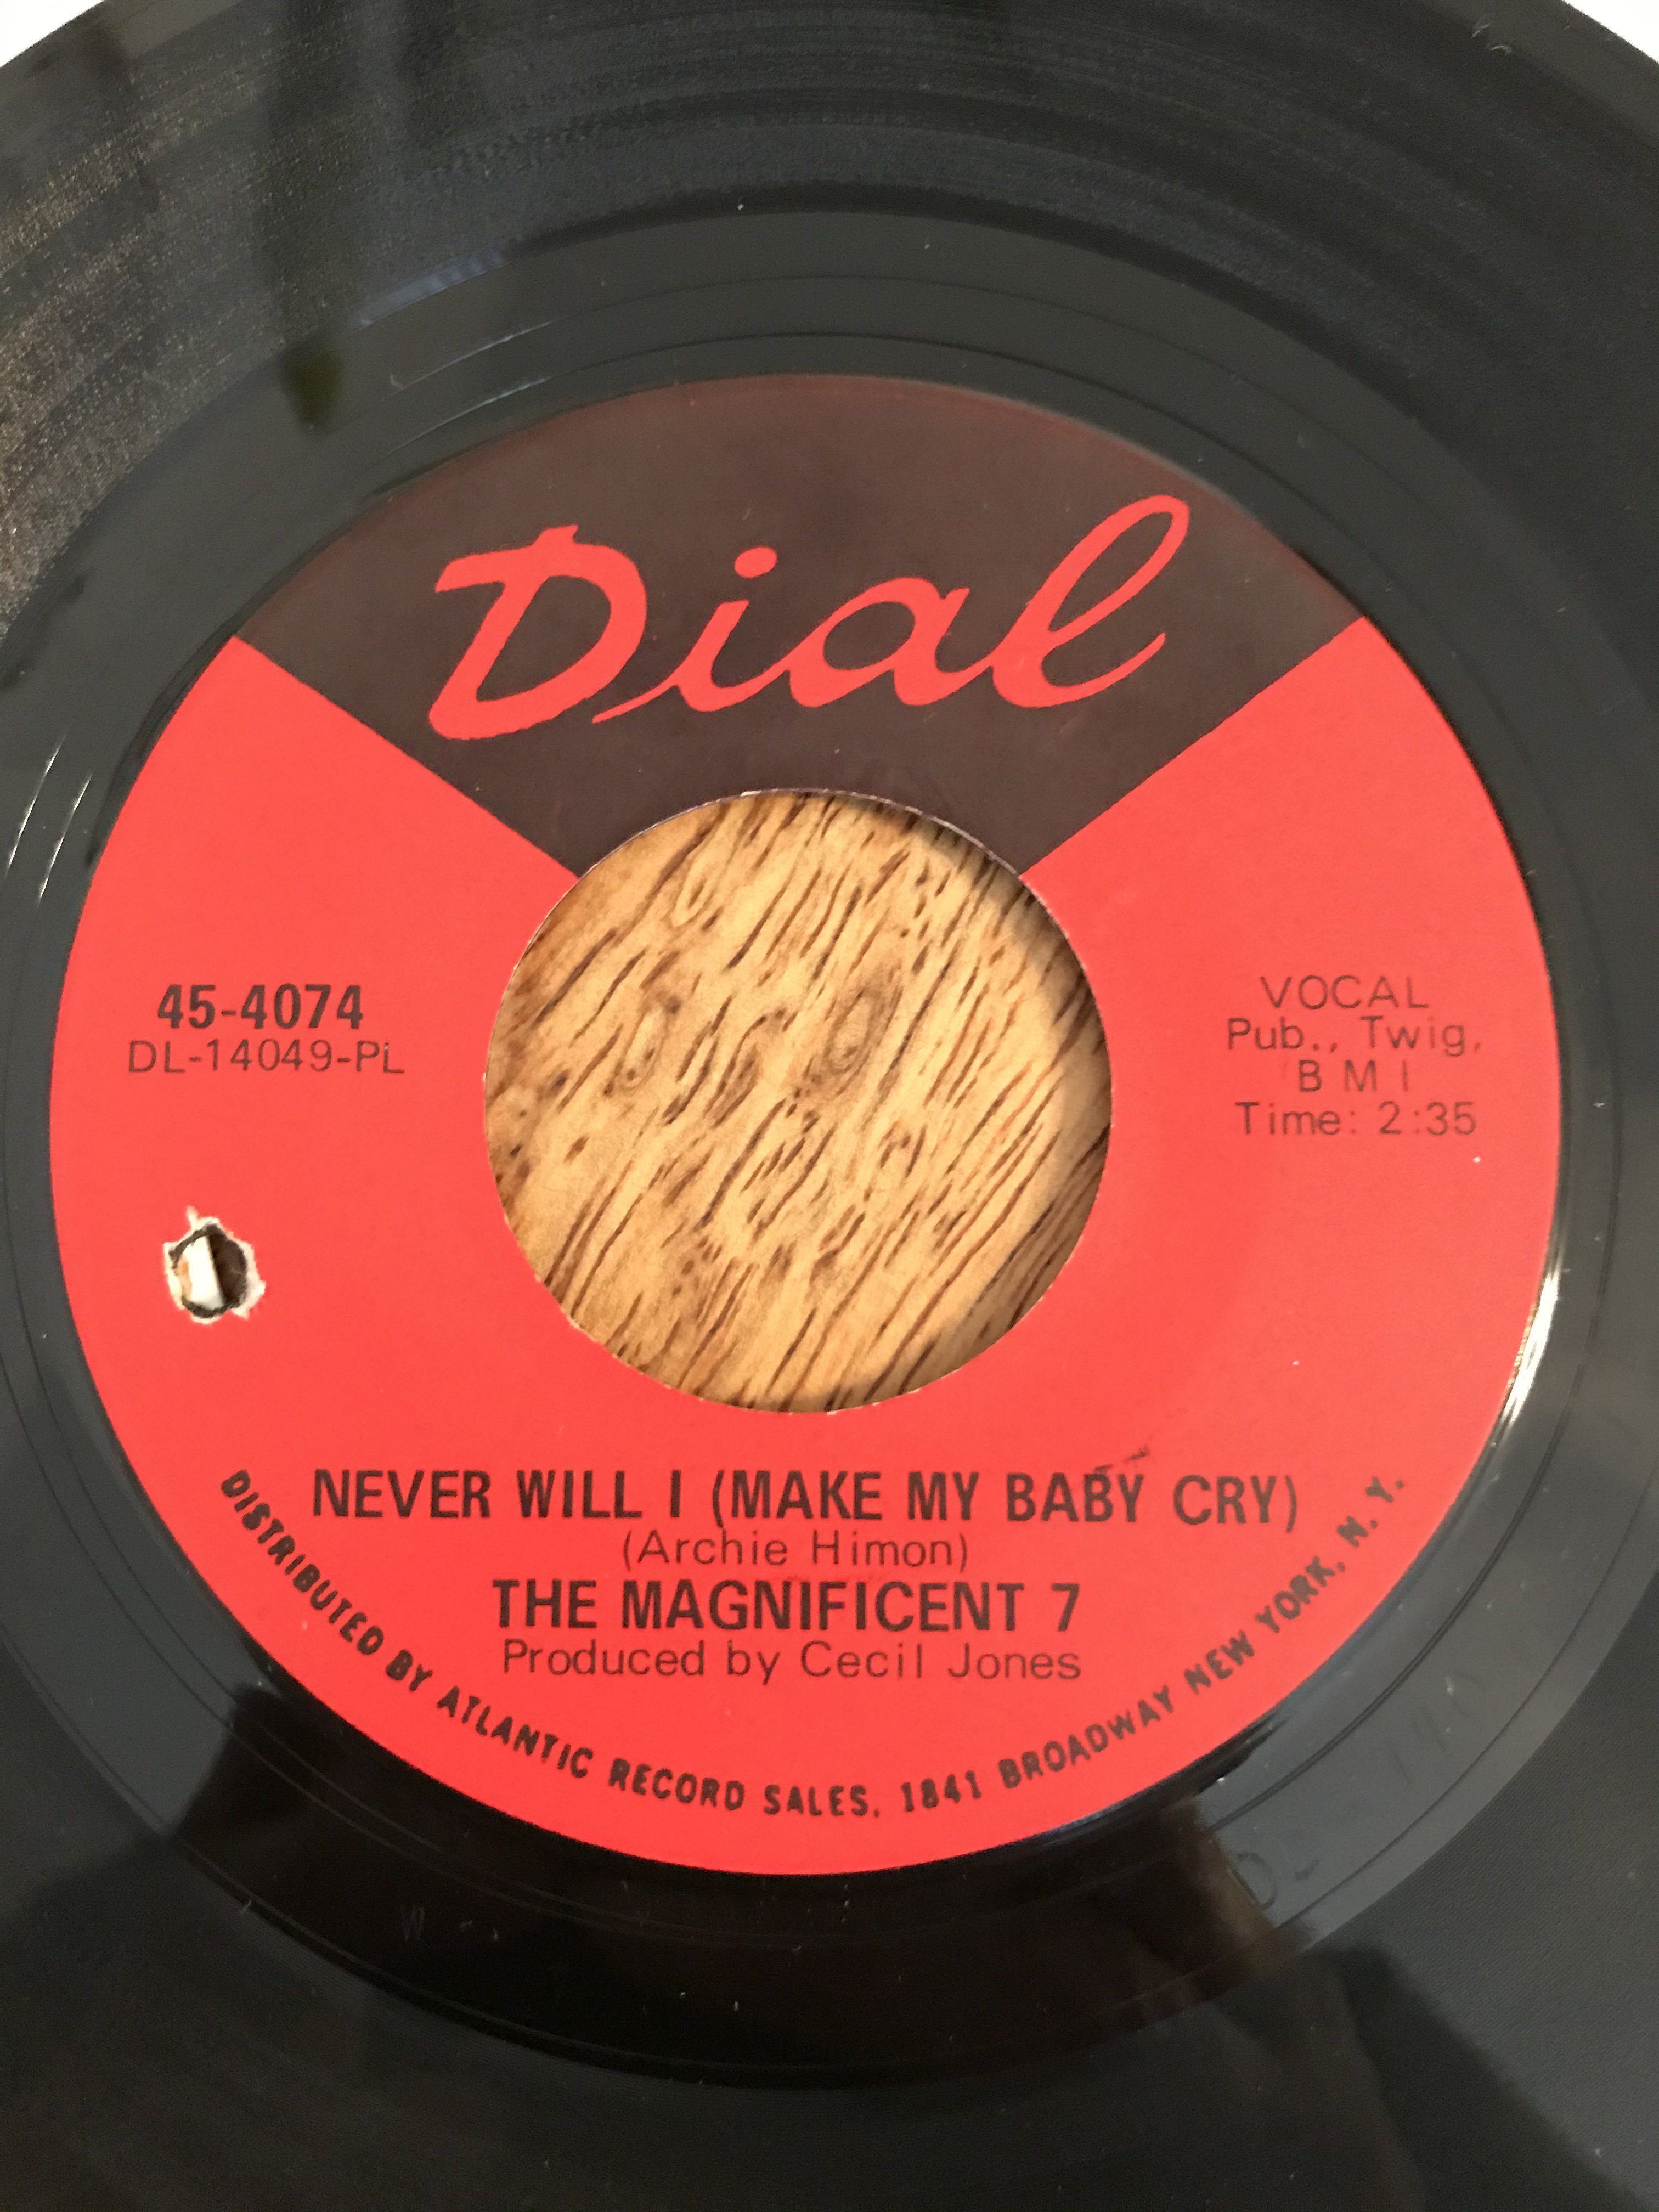 Dial
45-4074
DL-14049-PL
VOCAL
Pub., Twig,
B M I
Time: 2:35
NEVER WILL I (MAKE MY BABY CRY)
(Archie Himon)
THE MAGNIFICENT 7
Produced by Cecil Jones
DISTRIBUTED BY ATLANTIC RECORD SALES, 1841 BROADWAY NEW YORK, N.Y.